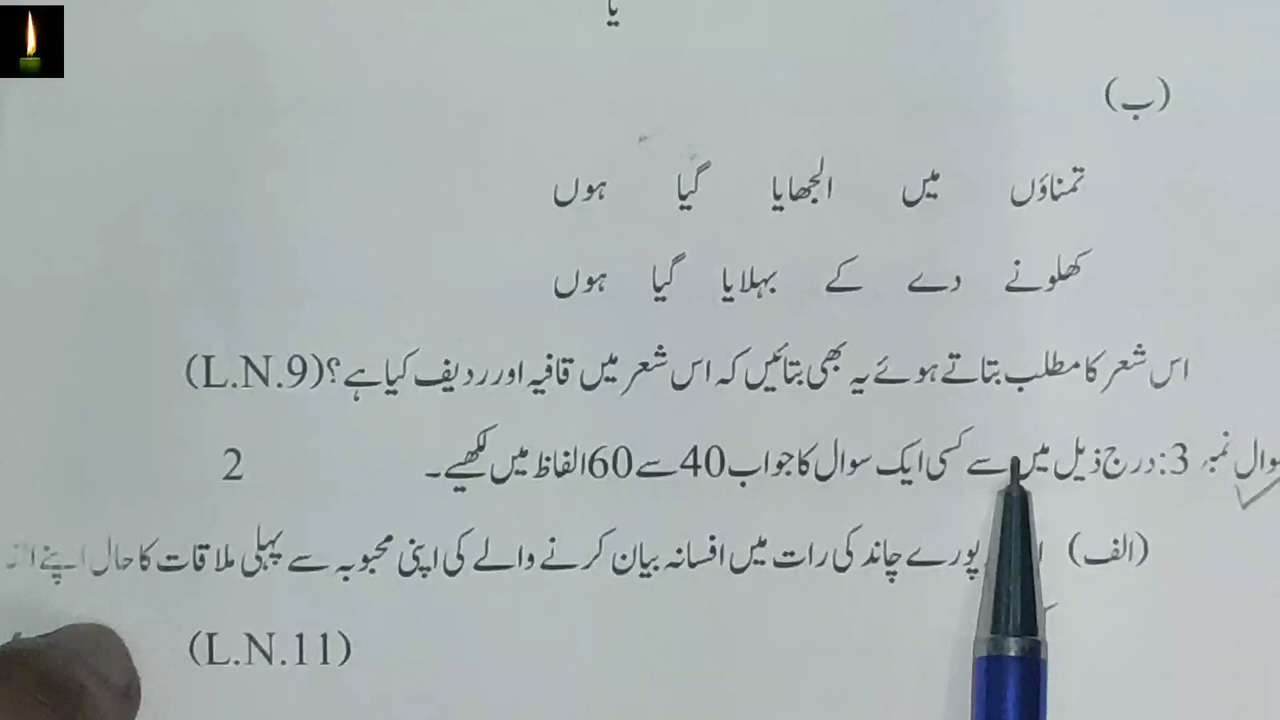 یا
(ب)
تمناؤں میں الجھایا گیا ہوں
کھلونے دے کے بہلایا گیا ہوں
اس شعر کا مطلب بتاتے ہوئے یہ بھی بتائیں کہ اس شعر میں قافیہ اور ردیف کیا ہے؟ (L.N.9)
سوال نمبر 3: درج ذیل میں سے کسی ایک سوال کا جواب 40 سے 60 الفاظ میں لکھیے۔ 2
(الف) پورے چاند کی رات میں افسانہ بیان کرنے والے کی اپنی محبوبہ سے پہلی ملاقات کا حال اپنے
(L.N.11)